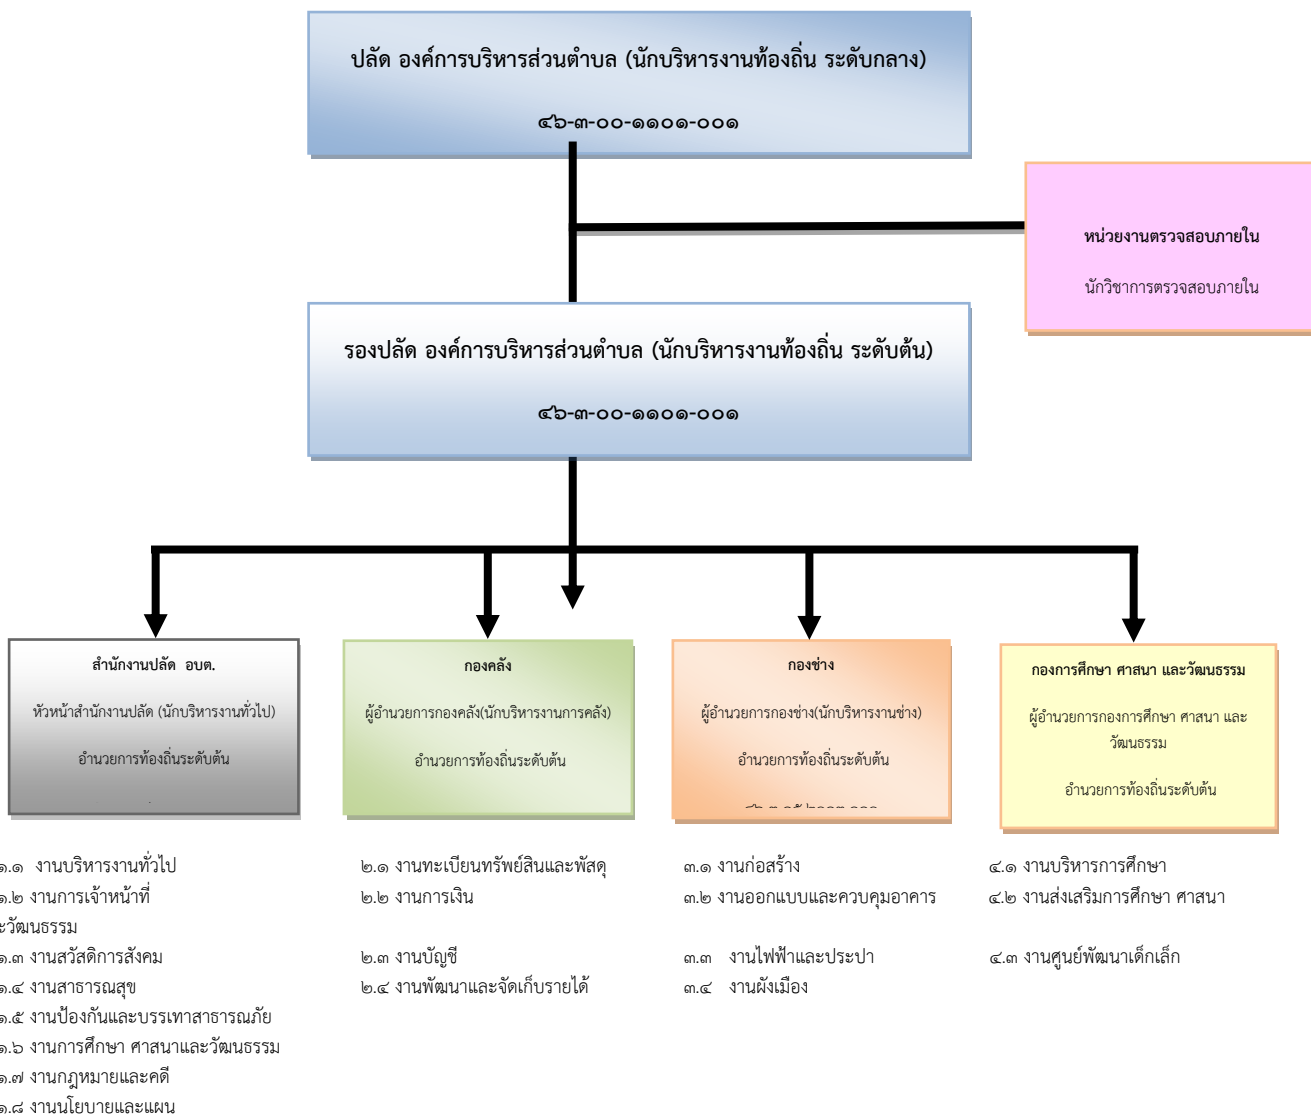 ปลัด องค์การบริหารส่วนตำบล (นักบริหารงานท้องถิ่น ระดับกลาง)
๔๖-๓-๐๐-๑๑๐๑-๐๐๑
หน่วยงานตรวจสอบภายใน
นักวิชาการตรวจสอบภายใน
รองปลัด องค์การบริหารส่วนตำบล (นักบริหารงานท้องถิ่น ระดับต้น)
๔๖-๓-๐๐-๑๑๐๑-๐๐๑
สำนักงานปลัด อบต.
หัวหน้าสำนักงานปลัด (นักบริหารงานทั่วไป)
อำนวยการท้องถิ่นระดับต้น
กองคลัง
ผู้อำนวยการกองคลัง(นักบริหารงานการคลัง)
อำนวยการท้องถิ่นระดับต้น
กองช่าง
ผู้อำนวยการกองช่าง(นักบริหารงานช่าง)
อำนวยการท้องถิ่นระดับต้น
กองการศึกษา ศาสนา และวัฒนธรรม
ผู้อำนวยการกองการศึกษา ศาสนา และ
วัฒนธรรม
อำนวยการท้องถิ่นระดับต้น
๑.๑ งานบริหารงานทั่วไป ๒.๑ งานทะเบียนทรัพย์สินและพัสดุ ๓.๑ งานก่อสร้าง ๔.๑ งานบริหารการศึกษา
๑.๒ งานการเจ้าหน้าที่ ๒.๒ งานการเงิน ๓.๒ งานออกแบบและควบคุมอาคาร ๔.๒ งานส่งเสริมการศึกษา ศาสนา
ะวัฒนธรรม
๑.๓ งานสวัสดิการสังคม ๒.๓ งานบัญชี ๓.๓ งานไฟฟ้าและประปา ๔.๓ งานศูนย์พัฒนาเด็กเล็ก
๑.๔ งานสาธารณสุข ๒.๔ งานพัฒนาและจัดเก็บรายได้ ๓.๔ งานผังเมือง
๑.๕ งานป้องกันและบรรเทาสาธารณภัย
๑.๖ งานการศึกษา ศาสนาและวัฒนธรรม
๑.๗ งานกฎหมายและคดี
๑.๘ งานนโยบายและแผน